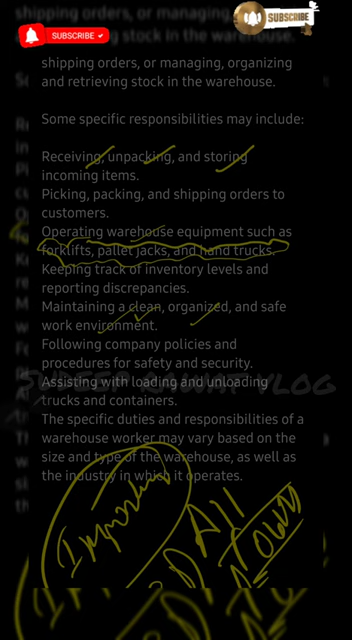 shipping orders, or managing
SUBSCRIBE
SUBSCRIBE
shipping orders, or managing, organizing
and retrieving stock in the warehouse.
Some specific responsibilities may include:
Receiving, unpacking, and storing
incoming items.
Picking, packing, and shipping orders to
customers.
Operating warehouse equipment such as
forklifts, pallet jacks, and hand trucks.
Keeping track of inventory levels and
reporting discrepancies.
Maintaining a clean, organized, and safe
work environment.
Following company policies and
procedures for safety and security.
SUDEEP RAWAT VLOG
Assisting with loading and unloading
trucks and containers.
The specific duties and responsibilities of a
warehouse worker may vary based on the
size and type of the warehouse, as well as
the industry in which it operates.